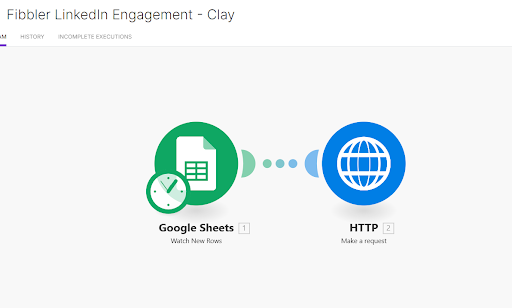 Fibbler LinkedIn Engagement - Clay
AM HISTORY INCOMPLETE EXECUTIONS
Google Sheets 1
Watch New Rows
HTTP 2
Make a request